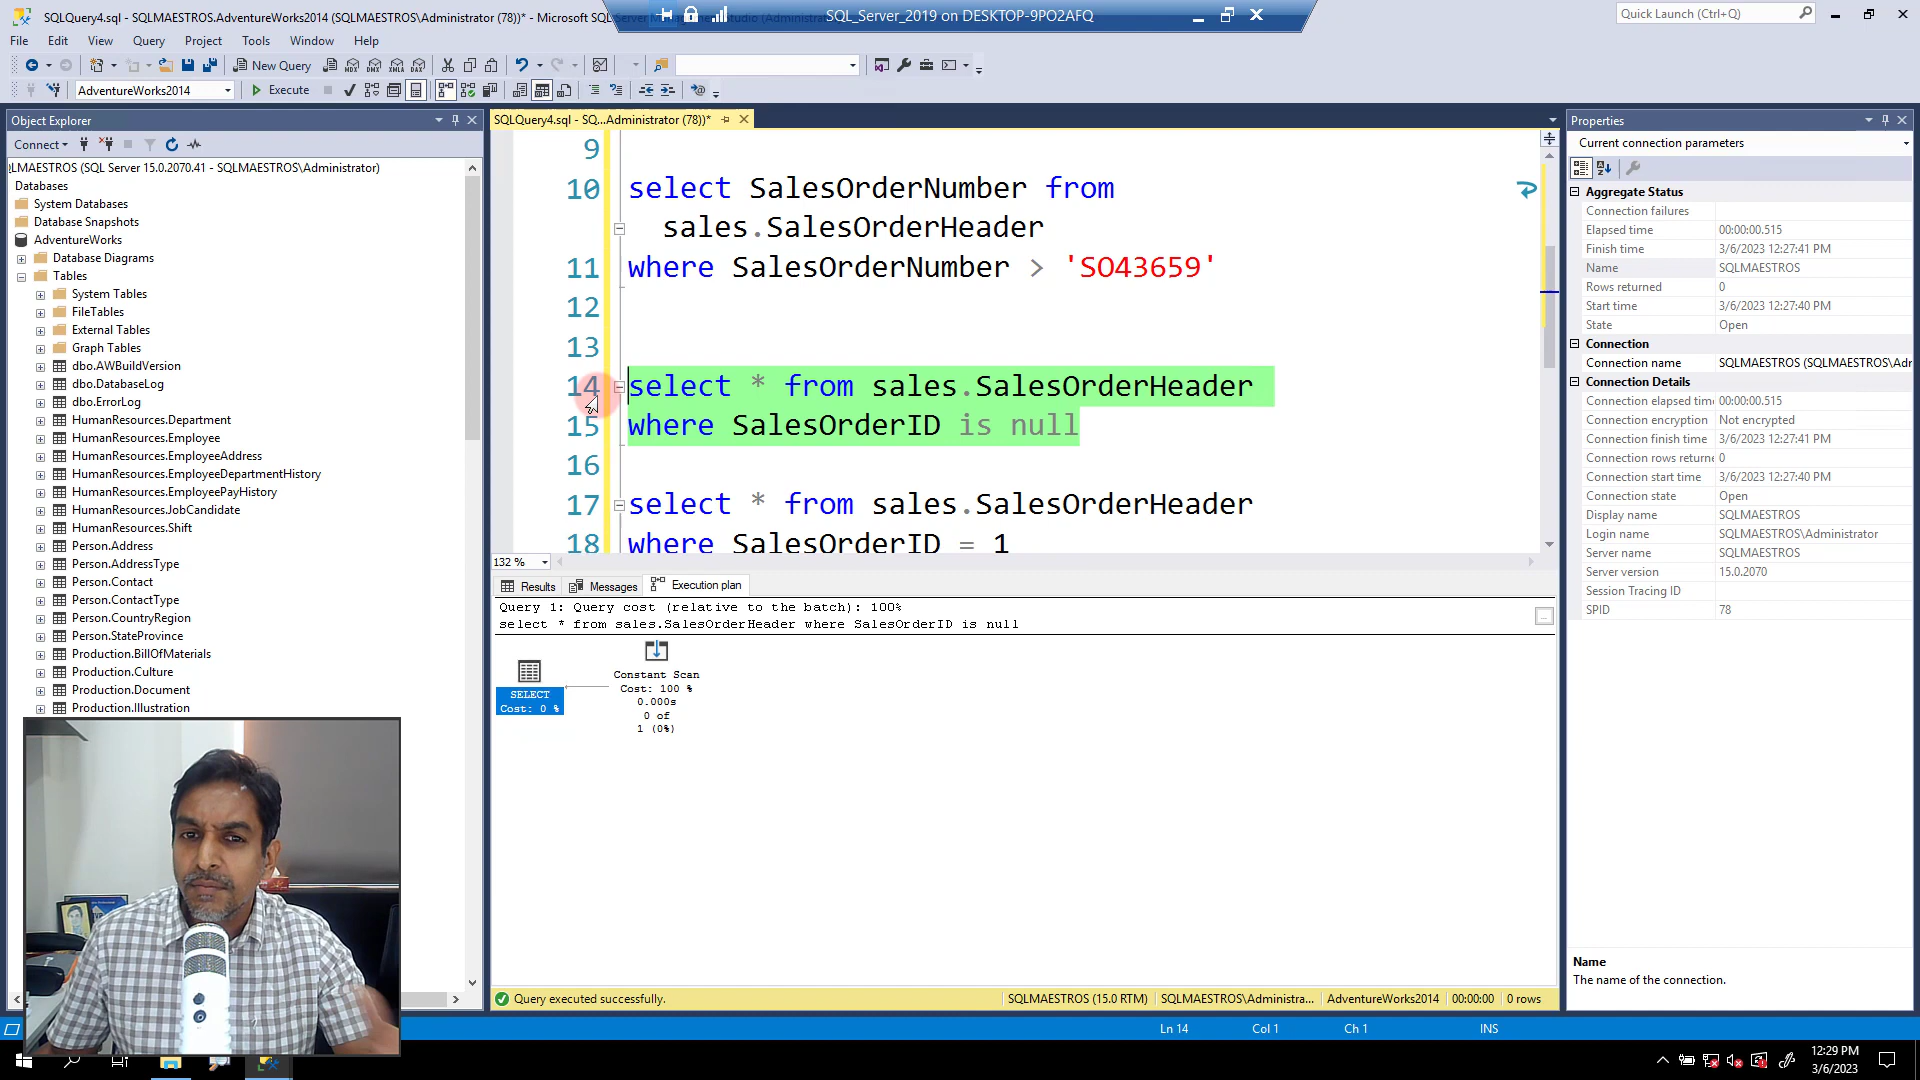 SQLQuery4.sql - SQLMAESTROS.AdventureWorks2014 (SQLMAESTROS\Administrator (78))* - Microsoft SQL
SQL_Server_2019 on DESKTOP-9PO2AFQ
Quick Launch (Ctrl+Q)
File Edit View Query Project Tools Window Help
New Query
AdventureWorks2014
Execute
Object Explorer
Connect
QLMAESTROS (SQL Server 15.0.2070.41 - SQLMAESTROS\Administrator)
Databases
System Databases
Database Snapshots
AdventureWorks
Database Diagrams
Tables
System Tables
FileTables
External Tables
Graph Tables
dbo.AWBuildVersion
dbo.DatabaseLog
dbo.ErrorLog
HumanResources.Department
HumanResources.Employee
HumanResources.EmployeeAddress
HumanResources.EmployeeDepartmentHistory
HumanResources.EmployeePayHistory
HumanResources.JobCandidate
HumanResources.Shift
Person.Address
Person.AddressType
Person.Contact
Person.ContactType
Person.CountryRegion
Person.StateProvince
Production.BillOfMaterials
Production.Culture
Production.Document
Production.Illustration
SQLQuery4.sql - SQ...Administrator (78))*
9
10 select SalesOrderNumber from
sales.SalesOrderHeader
11 where SalesOrderNumber > 'SO43659'
12
13
14 select * from sales.SalesOrderHeader
15 where SalesOrderID is null
16
17 select * from sales.SalesOrderHeader
18 where SalesOrderID = 1
132 %
Results Messages Execution plan
Query 1: Query cost (relative to the batch): 100%
select * from sales.SalesOrderHeader where SalesOrderID is null
SELECT
Cost: 0 %
Constant Scan
Cost: 100 %
0.000s
0 of
1 (0%)
Query executed successfully.
SQLMAESTROS (15.0 RTM) SQLMAESTROS\Administra... AdventureWorks2014 00:00:00 0 rows
Ln 14 Col 1 Ch 1 INS
Properties
Current connection parameters
Aggregate Status
Connection failures
Elapsed time 00:00:00.515
Finish time 3/6/2023 12:27:41 PM
Name SQLMAESTROS
Rows returned 0
Start time 3/6/2023 12:27:40 PM
State Open
Connection
Connection name SQLMAESTROS (SQLMAESTROS\Adr
Connection Details
Connection elapsed tim 00:00:00.515
Connection encryption Not encrypted
Connection finish time 3/6/2023 12:27:41 PM
Connection rows returne 0
Connection start time 3/6/2023 12:27:40 PM
Connection state Open
Display name SQLMAESTROS
Login name SQLMAESTROS\Administrator
Server name SQLMAESTROS
Server version 15.0.2070
Session Tracing ID
SPID 78
Name
The name of the connection.
12:29 PM
3/6/2023